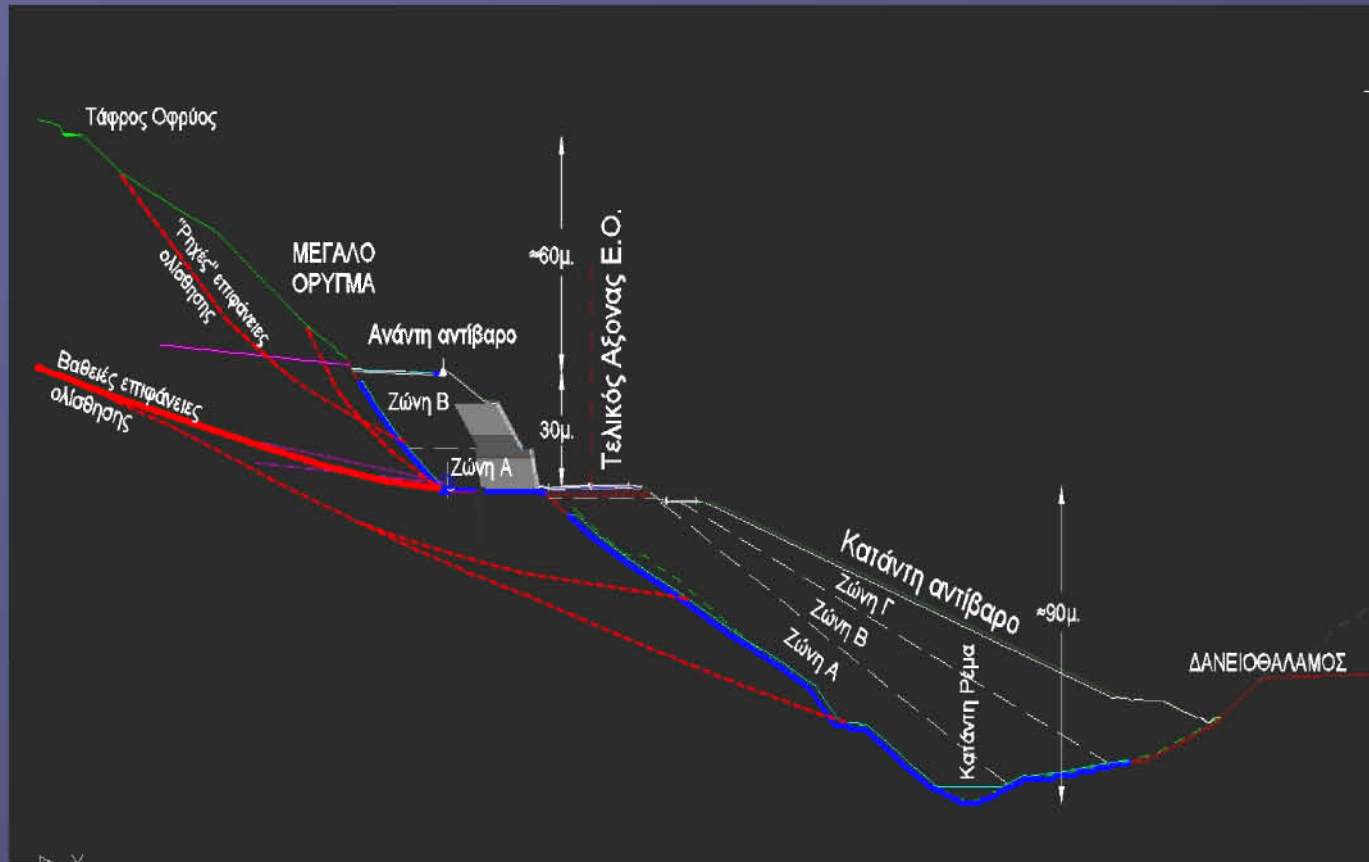 Τάφρος Οφρύος
"Ρηχές" επιφάνειες
ολίσθησης
ΜΕΓΑΛΟ
ΟΡΥΓΜΑ
≈60μ.
Τελικός Αξονας Ε.Ο.
Ανάντη αντίβαρο
Βαθειές επιφάνειες
ολίσθησης
Ζώνη Β
30μ.
Ζώνη Α
Κατάντη αντίβαρο
Ζώνη Γ
Ζώνη Β
Ζώνη Α
≈90μ.
Κατάντη Ρέμα
ΔΑΝΕΙΟΘΑΛΑΜΟΣ